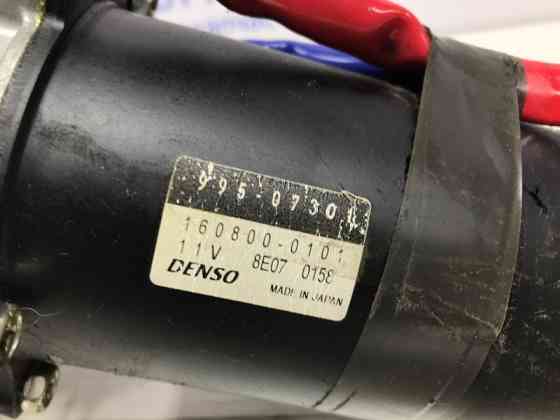 995-0730
160800-0101
11V 8E07 0158
DENSO MADE IN JAPAN